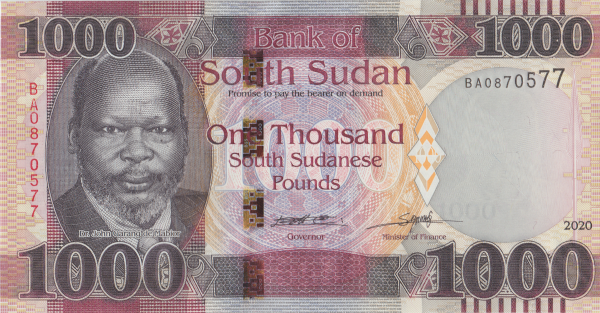 1000
Bank of
1000
South Sudan
Promise to pay the bearer on demand
BA0870577
BA0870577
One Thousand
South Sudanese
Pounds
1000
Dr. John Garang de Mabior
Governor
Minister of Finance
2020
1000
1000